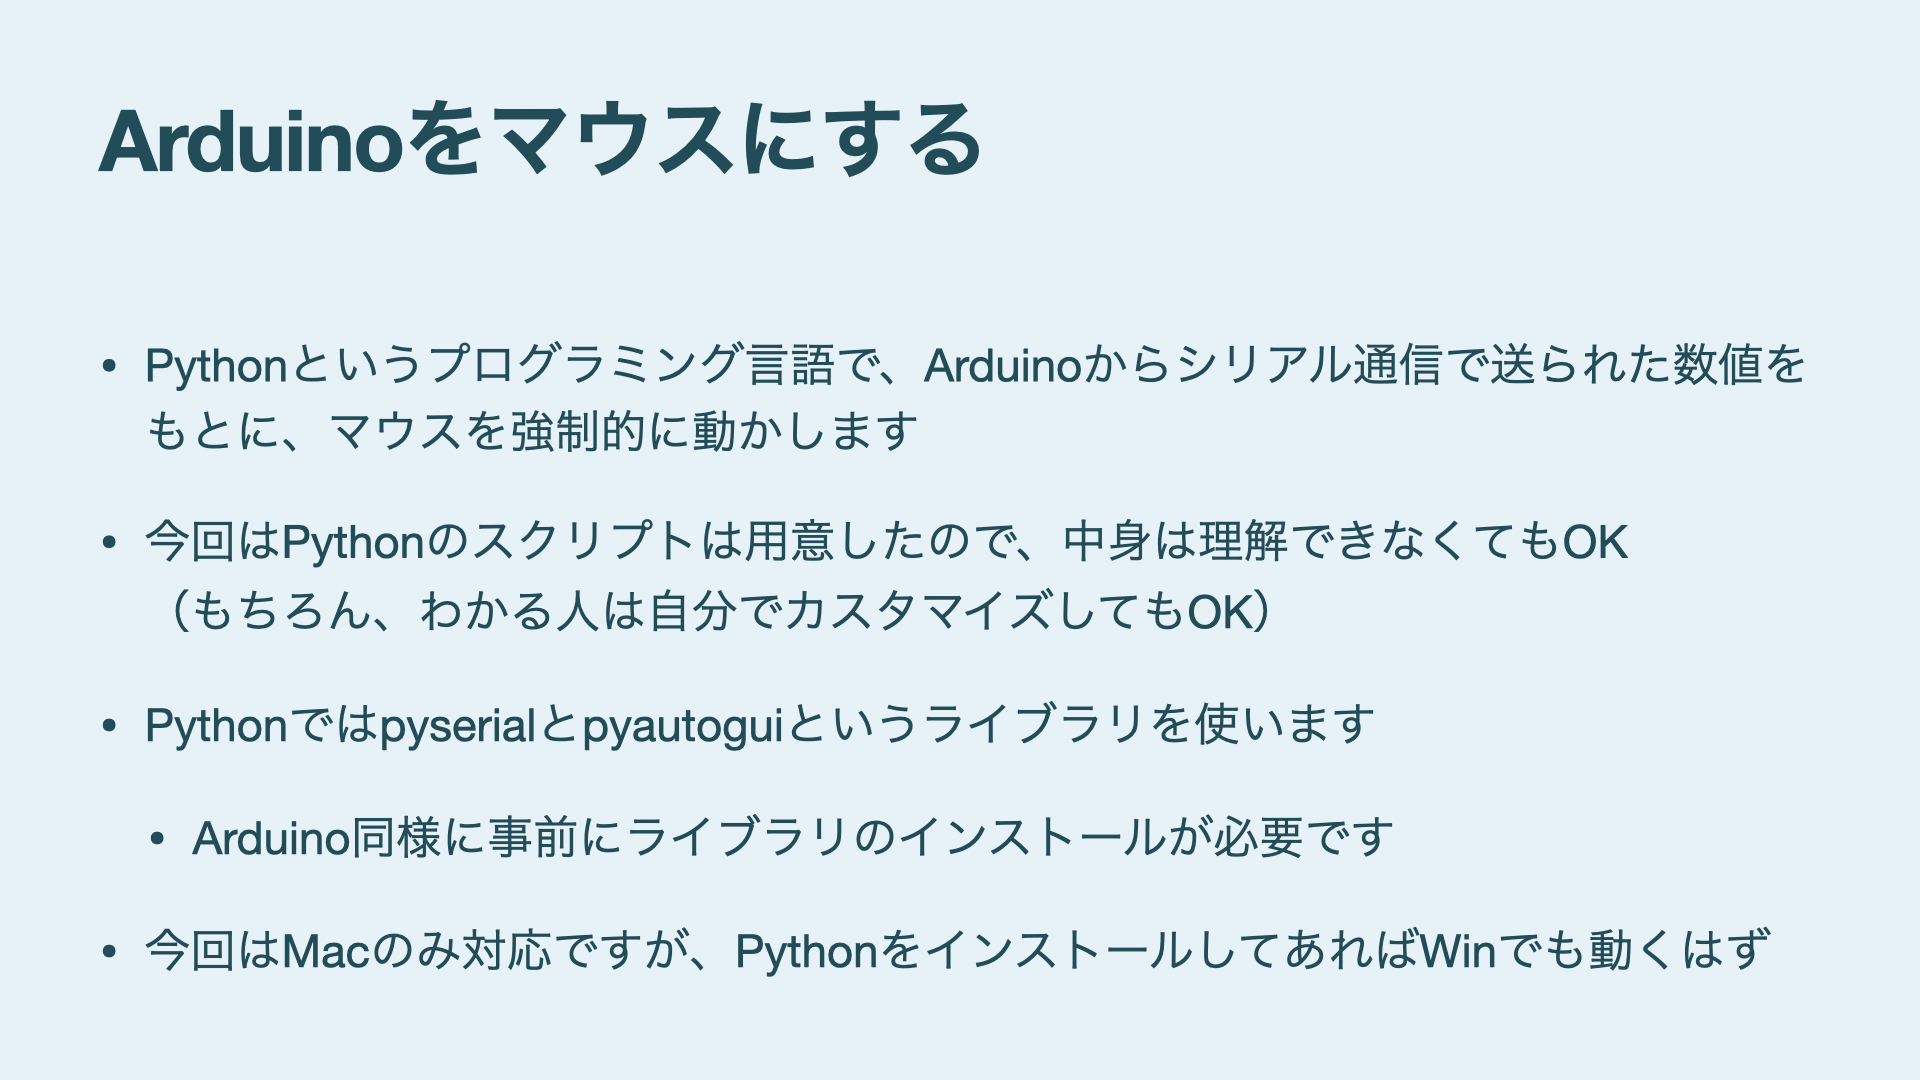 Arduinoをマウスにする
• Pythonというプログラミング言語で、Arduinoからシリアル通信で送られた数値を
もとに、マウスを強制的に動かします
• 今回はPythonのスクリプトは用意したので、中身は理解できなくてもOK
（もちろん、わかる人は自分でカスタマイズしてもOK）
• Pythonではpyserialとpyautoguiというライブラリを使います
• Arduino同様に事前にライブラリのインストールが必要です
• 今回はMacのみ対応ですが、PythonをインストールしてあればWinでも動くはず